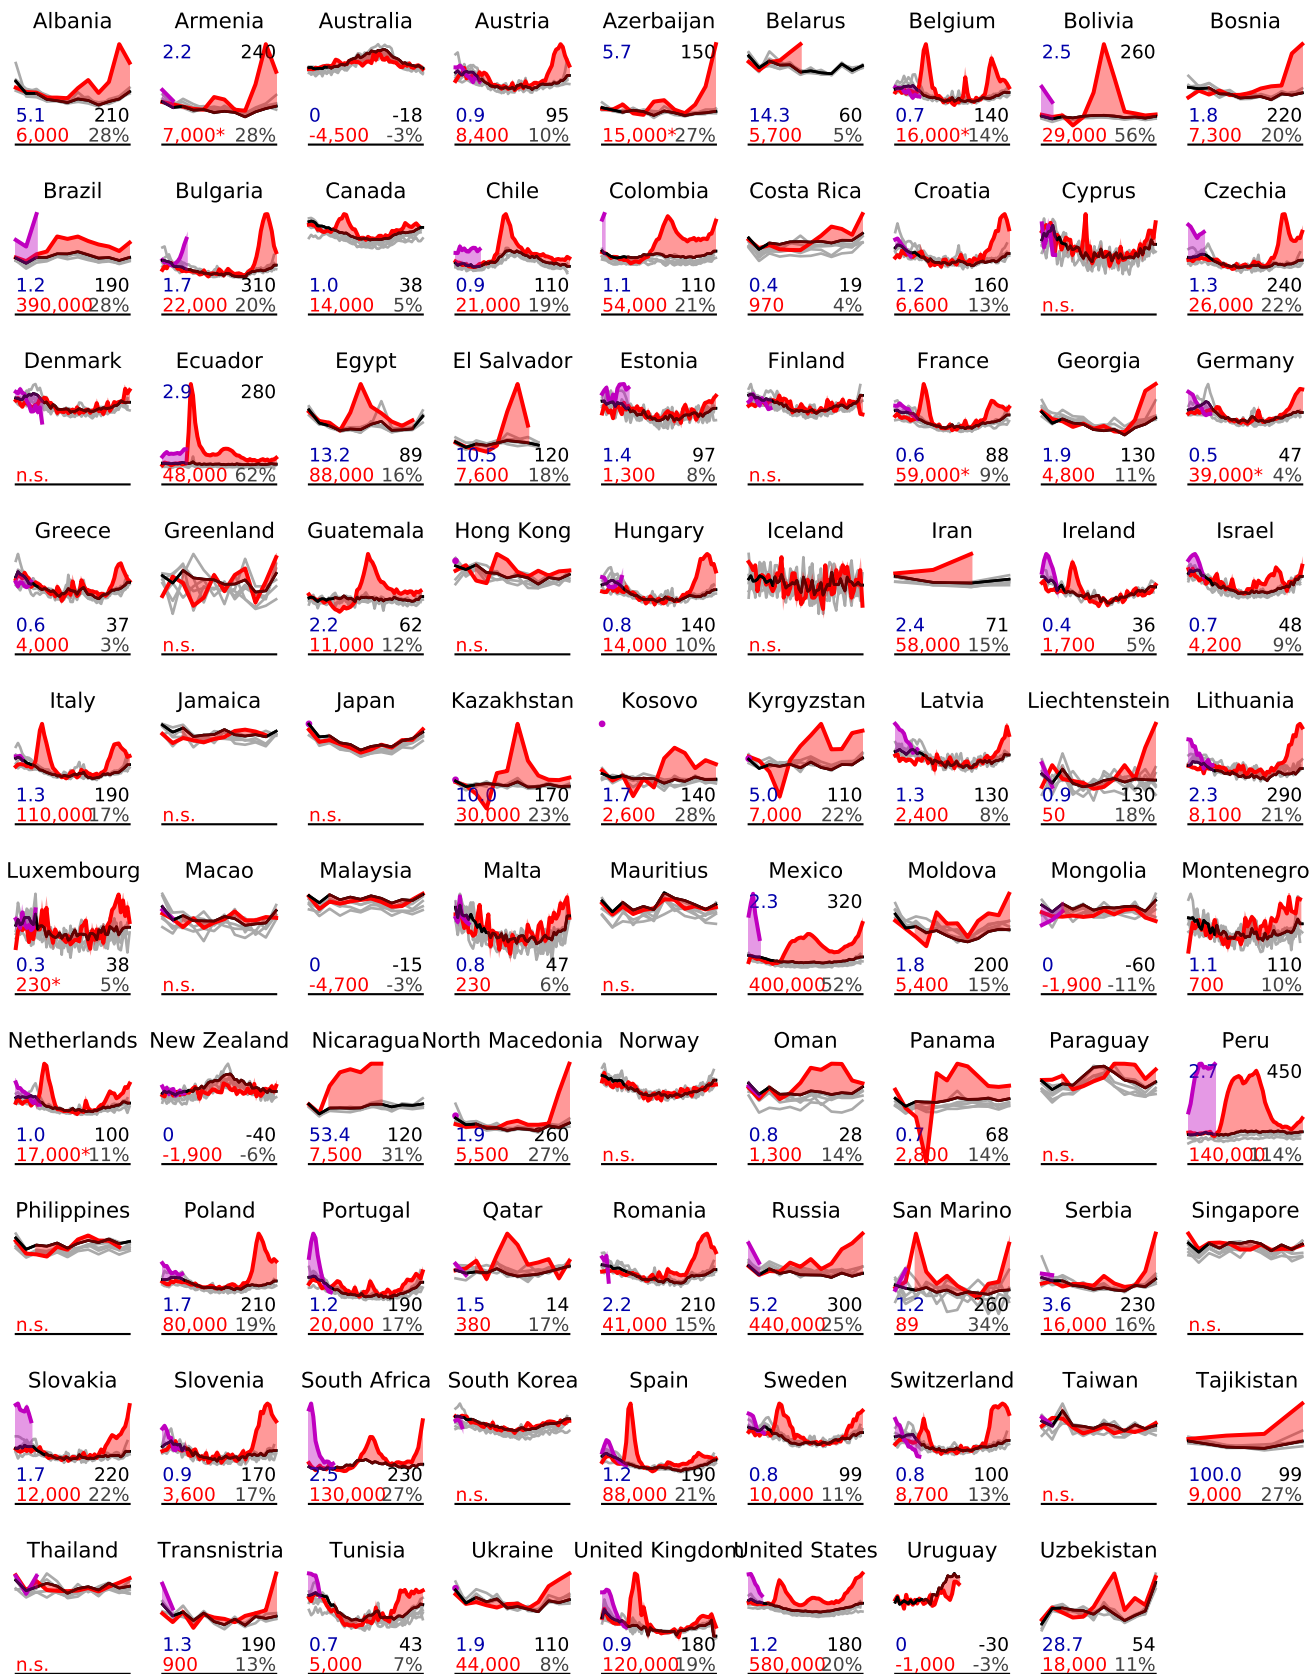 Albania Armenia Australia Austria Azerbaijan Belarus Belgium Bolivia Bosnia
2.2 240 5.7 150 2.5 260
5.1 210 0 -18 0.9 95 14.3 60 0.7 140 1.8 220
6,000 28% 7,000* 28% -4,500 -3% 8,400 10% 15,000* 27% 5,700 5% 16,000* 14% 29,000 56% 7,300 20%
Brazil Bulgaria Canada Chile Colombia Costa Rica Croatia Cyprus Czechia
1.2 190 1.7 310 1.0 38 0.9 110 1.1 110 0.4 19 1.2 160 1.3 240
390,000 28% 22,000 20% 14,000 5% 21,000 19% 54,000 21% 970 4% 6,600 13% n.s. 26,000 22%
Denmark Ecuador Egypt El Salvador Estonia Finland France Georgia Germany
2.9 280
13.2 89 10.5 120 1.4 97 0.6 88 1.9 130 0.5 47
n.s. 48,000 62% 88,000 16% 7,600 18% 1,300 8% n.s. 59,000* 9% 4,800 11% 39,000* 4%
Greece Greenland Guatemala Hong Kong Hungary Iceland Iran Ireland Israel
0.6 37 2.2 62 0.8 140 2.4 71 0.4 36 0.7 48
4,000 3% n.s. 11,000 12% n.s. 14,000 10% n.s. 58,000 15% 1,700 5% 4,200 9%
Italy Jamaica Japan Kazakhstan Kosovo Kyrgyzstan Latvia Liechtenstein Lithuania
1.3 190 10.0 170 1.7 140 5.0 110 1.3 130 0.9 130 2.3 290
110,000 17% n.s. n.s. 30,000 23% 2,600 28% 7,000 22% 2,400 8% 50 18% 8,100 21%
Luxembourg Macao Malaysia Malta Mauritius Mexico Moldova Mongolia Montenegro
2.3 320
0.3 38 0 -15 0.8 47 1.8 200 0 -60 1.1 110
230* 5% n.s. -4,700 -3% 230 6% n.s. 400,000 52% 5,400 15% -1,900 -11% 700 10%
Netherlands New Zealand Nicaragua North Macedonia Norway Oman Panama Paraguay Peru
2.7 450
1.0 100 0 -40 53.4 120 1.9 260 0.8 28 0.7 68
17,000* 11% -1,900 -6% 7,500 31% 5,500 27% n.s. 1,300 14% 2,800 14% n.s. 140,000 114%
Philippines Poland Portugal Qatar Romania Russia San Marino Serbia Singapore
1.7 210 1.2 190 1.5 14 2.2 210 5.2 300 1.2 260 3.6 230
n.s. 80,000 19% 20,000 17% 380 17% 41,000 15% 440,000 25% 89 34% 16,000 16% n.s.
Slovakia Slovenia South Africa South Korea Spain Sweden Switzerland Taiwan Tajikistan
1.7 220 0.9 170 2.5 230 1.2 190 0.8 99 0.8 100 100.0 99
12,000 22% 3,600 17% 130,000 27% n.s. 88,000 21% 10,000 11% 8,700 13% n.s. 9,000 27%
Thailand Transnistria Tunisia Ukraine United Kingdom United States Uruguay Uzbekistan
1.3 190 0.7 43 1.9 110 0.9 180 1.2 180 0 -30 28.7 54
n.s. 900 13% 5,000 7% 44,000 8% 120,000 19% 580,000 20% -1,000 -3% 18,000 11%